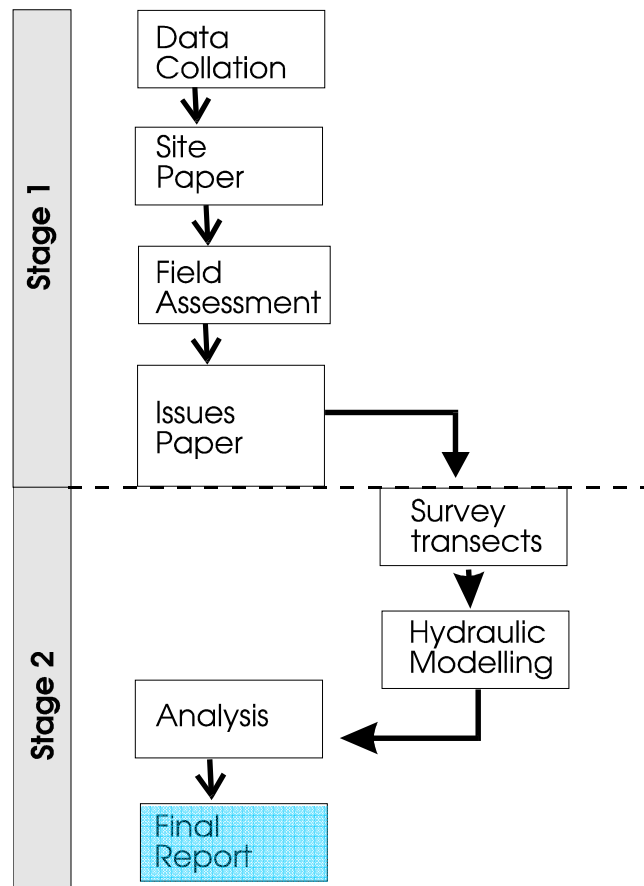 Stage 1
Data
Collation
Site
Paper
Field
Assessment
Issues
Paper
Stage 2
Survey
transects
Hydraulic
Modelling
Analysis
Final
Report